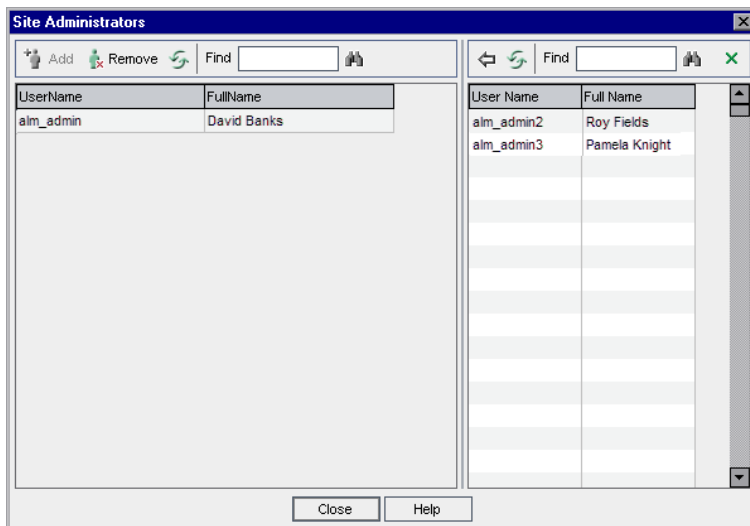 Site Administrators
Add Remove Find
UserName FullName
alm_admin David Banks
Find
User Name Full Name
alm_admin2 Roy Fields
alm_admin3 Pamela Knight
Close Help